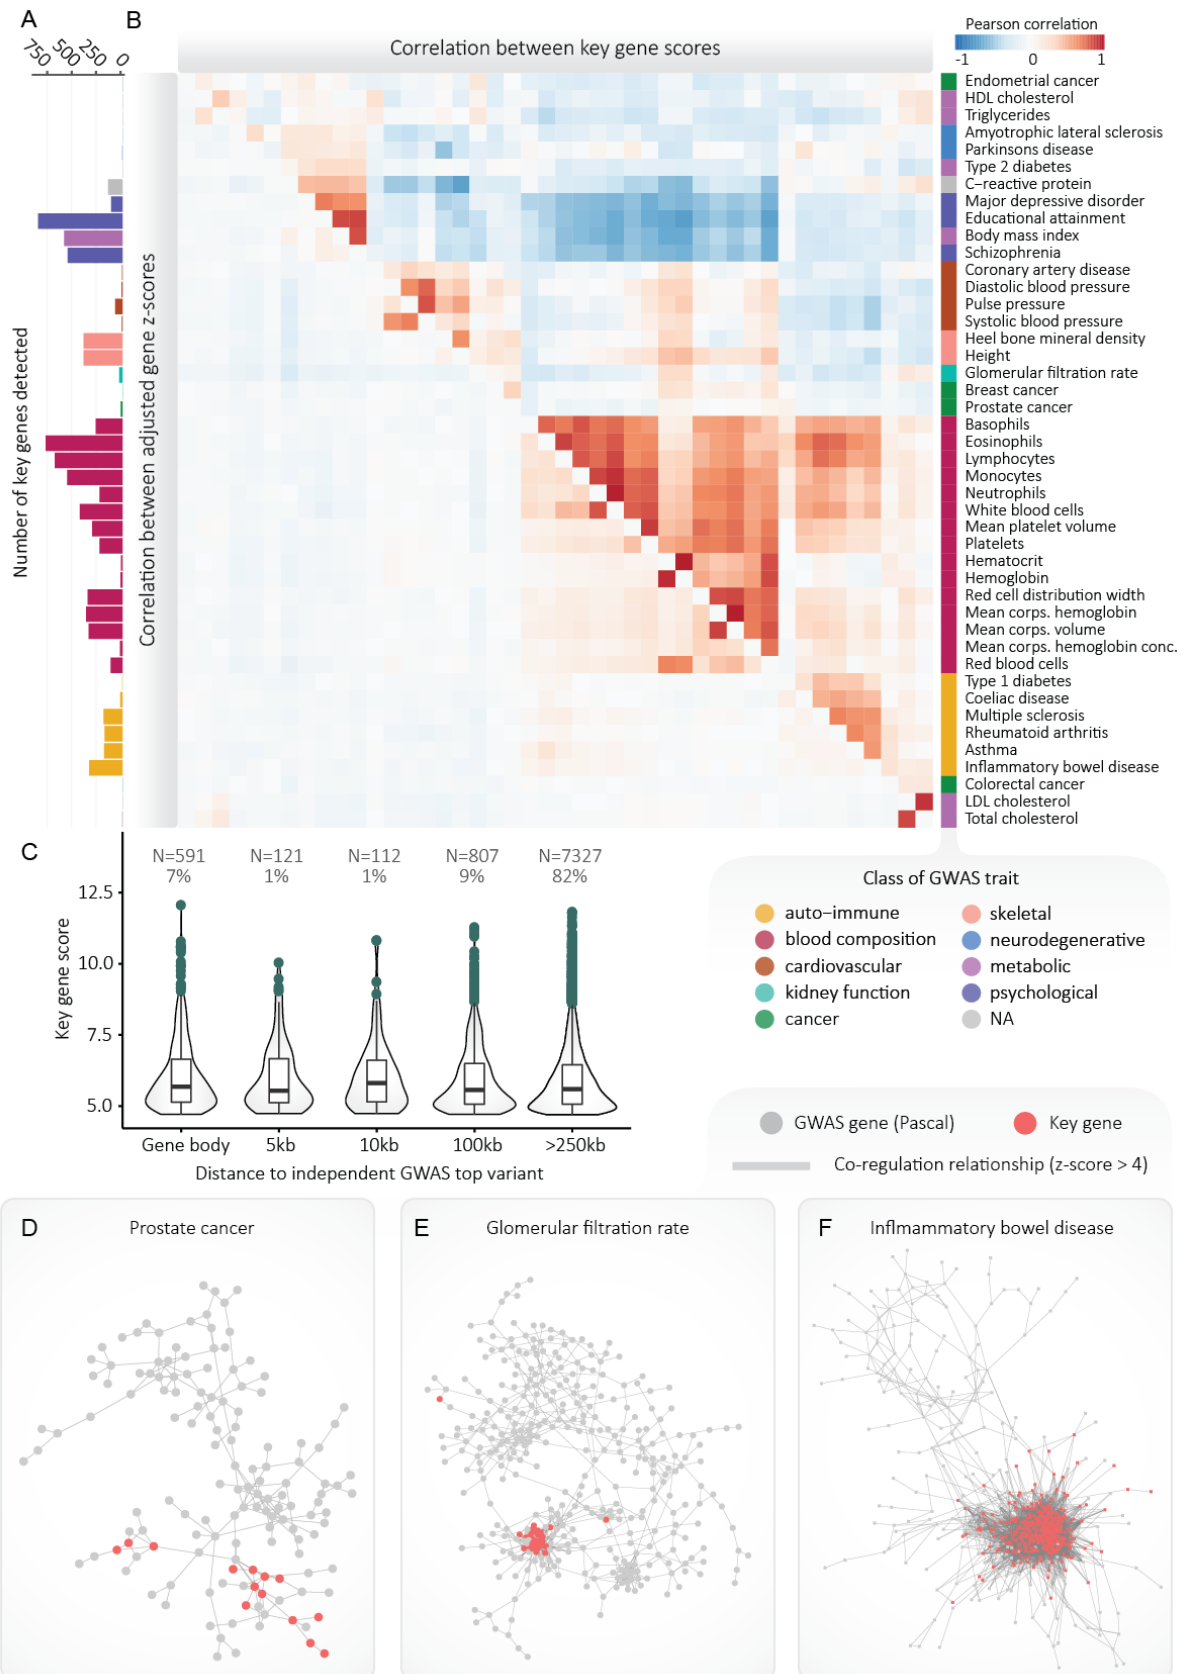 A
B
750 500 250 0
Correlation between key gene scores
Pearson correlation
-1 0 1
Number of key genes detected
Correlation between adjusted gene z-scores
Endometrial cancer
HDL cholesterol
Triglycerides
Amyotrophic lateral sclerosis
Parkinsons disease
Type 2 diabetes
C−reactive protein
Major depressive disorder
Educational attainment
Body mass index
Schizophrenia
Coronary artery disease
Diastolic blood pressure
Pulse pressure
Systolic blood pressure
Heel bone mineral density
Height
Glomerular filtration rate
Breast cancer
Prostate cancer
Basophils
Eosinophils
Lymphocytes
Monocytes
Neutrophils
White blood cells
Mean platelet volume
Platelets
Hematocrit
Hemoglobin
Red cell distribution width
Mean corps. hemoglobin
Mean corps. volume
Mean corps. hemoglobin conc.
Red blood cells
Type 1 diabetes
Coeliac disease
Multiple sclerosis
Rheumatoid arthritis
Asthma
Inflammatory bowel disease
Colorectal cancer
LDL cholesterol
Total cholesterol
C
N=591 N=121 N=112 N=807 N=7327
7% 1% 1% 9% 82%
Key gene score
12.5
10.0
7.5
5.0
Gene body 5kb 10kb 100kb >250kb
Distance to independent GWAS top variant
Class of GWAS trait
auto−immune
blood composition
cardiovascular
kidney function
cancer
skeletal
neurodegenerative
metabolic
psychological
NA
GWAS gene (Pascal) Key gene
Co-regulation relationship (z-score > 4)
D Prostate cancer
E Glomerular filtration rate
F Inflmammatory bowel disease